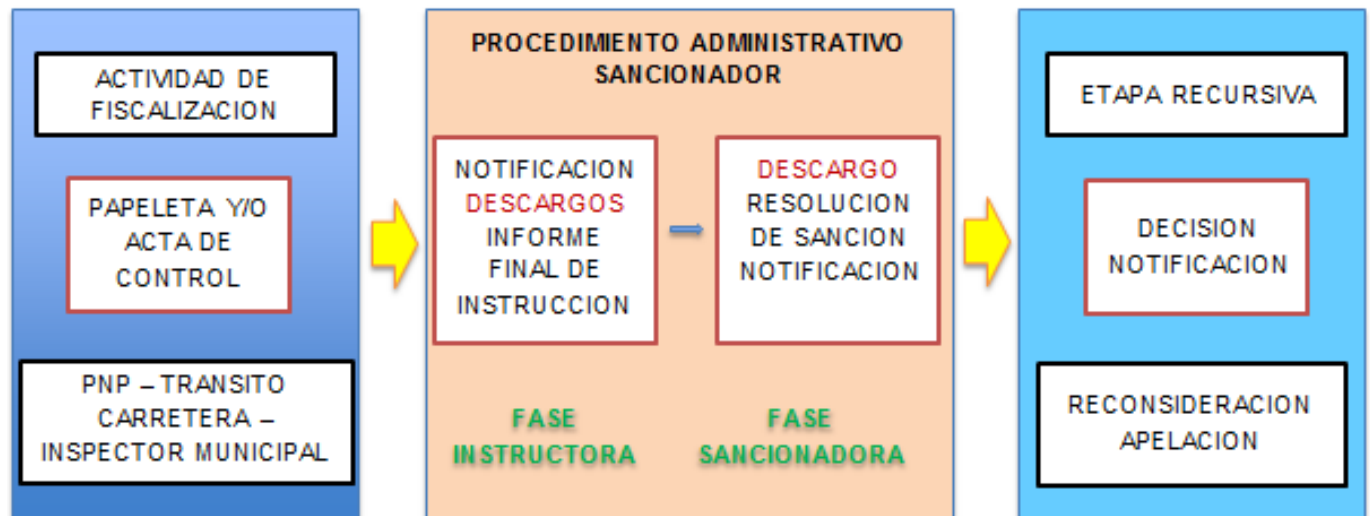 ACTIVIDAD DE
FISCALIZACION
PAPELETA Y/O
ACTA DE
CONTROL
PNP – TRANSITO
CARRETERA –
INSPECTOR MUNICIPAL
PROCEDIMIENTO ADMINISTRATIVO
SANCIONADOR
NOTIFICACION
DESCARGOS
INFORME
FINAL DE
INSTRUCCION
FASE
INSTRUCTORA
DESCARGO
RESOLUCION
DE SANCION
NOTIFICACION
FASE
SANCIONADORA
ETAPA RECURSIVA
DECISION
NOTIFICACION
RECONSIDERACION
APELACION